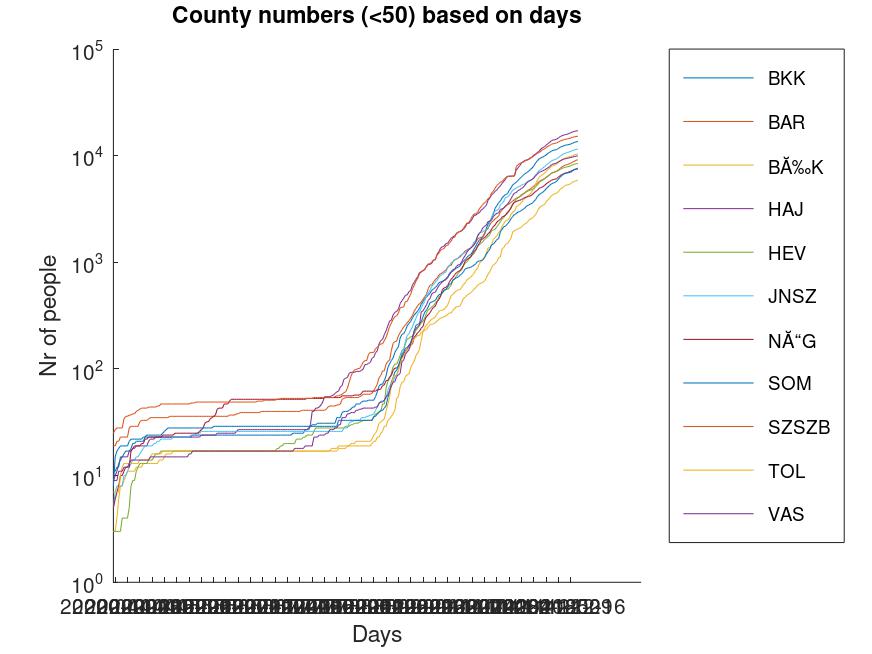 County numbers (<50) based on days
10^5
10^4
10^3
10^2
10^1
10^0
Nr of people
Days
BKK
BAR
BĂ‰K
HAJ
HEV
JNSZ
NĂ“G
SOM
SZSZB
TOL
VAS